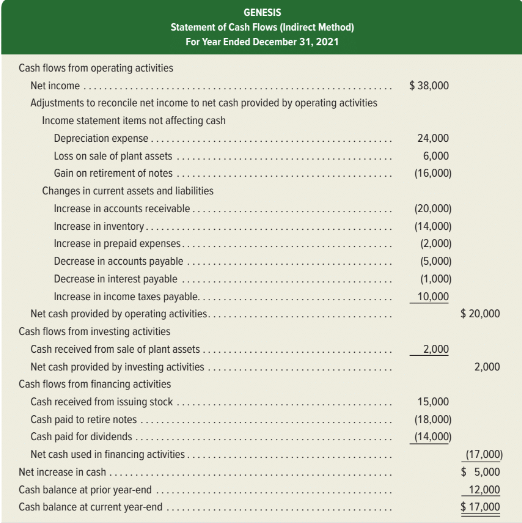 GENESIS
Statement of Cash Flows (Indirect Method)
For Year Ended December 31, 2021
Cash flows from operating activities
Net income . . . . . . . . . . . . . . . . . . . . $ 38,000
Adjustments to reconcile net income to net cash provided by operating activities
Income statement items not affecting cash
Depreciation expense . . . . . . . . . . . . . . . . . . . . 24,000
Loss on sale of plant assets . . . . . . . . . . . . . . . . . . . . 6,000
Gain on retirement of notes . . . . . . . . . . . . . . . . . . . . (16,000)
Changes in current assets and liabilities
Increase in accounts receivable . . . . . . . . . . . . . . . . . . . . (20,000)
Increase in inventory . . . . . . . . . . . . . . . . . . . . (14,000)
Increase in prepaid expenses . . . . . . . . . . . . . . . . . . . . (2,000)
Decrease in accounts payable . . . . . . . . . . . . . . . . . . . . (5,000)
Decrease in interest payable . . . . . . . . . . . . . . . . . . . . (1,000)
Increase in income taxes payable. . . . . . . . . . . . . . . . . . . . 10,000
Net cash provided by operating activities . . . . . . . . . . . . . . . . . . . . $ 20,000
Cash flows from investing activities
Cash received from sale of plant assets . . . . . . . . . . . . . . . . . . . . 2,000
Net cash provided by investing activities . . . . . . . . . . . . . . . . . . . . 2,000
Cash flows from financing activities
Cash received from issuing stock . . . . . . . . . . . . . . . . . . . . 15,000
Cash paid to retire notes . . . . . . . . . . . . . . . . . . . . (18,000)
Cash paid for dividends . . . . . . . . . . . . . . . . . . . . (14,000)
Net cash used in financing activities . . . . . . . . . . . . . . . . . . . . (17,000)
Net increase in cash . . . . . . . . . . . . . . . . . . . . $ 5,000
Cash balance at prior year-end . . . . . . . . . . . . . . . . . . . . 12,000
Cash balance at current year-end . . . . . . . . . . . . . . . . . . . . $ 17,000